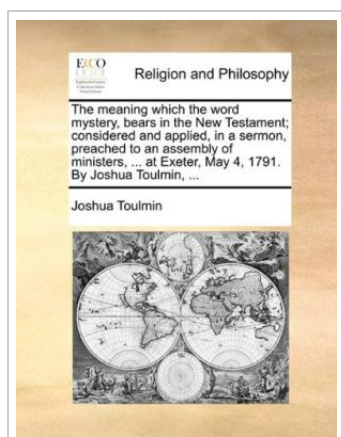 ECCO
Religion and Philosophy
The meaning which the word
mystery, bears in the New Testament;
considered and applied, in a sermon,
preached to an assembly of
ministers, ... at Exeter, May 4, 1791.
By Joshua Toulmin, ...
Joshua Toulmin